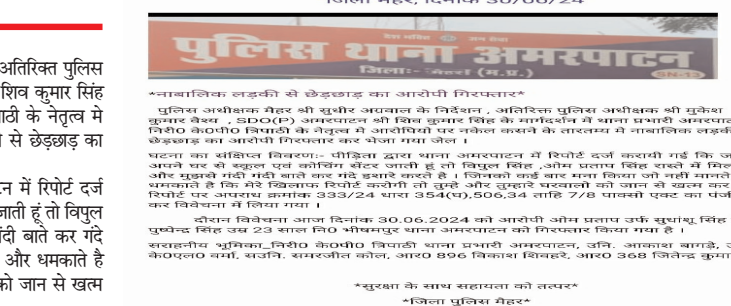 अतिरिक्त पुलिस
शिव कुमार सिंह
के नेतृत्व मे
से छेड़छाड़ का
में रिपोर्ट दर्ज
जाती हूं तो विपुल
गंदी बाते कर गंदे
और धमकाते है
को जान से खत्म
जिला मैहर, दिनांक 30/06/24
देश भक्ति जन सेवा
पुलिस थाना अमरपाटन
जिला:- मैहर (म.प्र.)
SN-13
*नाबालिक लड़की से छेड़छाड़ का आरोपी गिरफ्तार*
पुलिस अधीक्षक मैहर श्री सुधीर अग्रवाल के निर्देशन , अतिरिक्त पुलिस अधीक्षक श्री मुकेश
कुमार वैश्य , SDO(P) अमरपाटन श्री शिव कुमार सिंह के मार्गदर्शन में थाना प्रभारी
निरी0 के0पी0 त्रिपाठी के नेतृत्व मे आरोपियों पर नकेल कसने के तारतम्य मे नाबालिक
छेड़छाड़ का आरोपी गिरफ्तार कर भेजा गया जेल ।
घटना का संक्षिप्त विवरण:- पीड़िता द्वारा थाना अमरपाटन में रिपोर्ट दर्ज करायी गई कि
अपने घर से स्कूल एवं कोचिंग सेंटर जाती हूं तो विपुल सिंह ,ओम प्रताप सिंह रास्ते में
और मुझसे गंदी गंदी बाते कर गंदे इशारे करते है । जिनको कई बार मना किया जो नहीं मानते
धमकाते है कि मेरे खिलाफ रिपोर्ट करोगी तो तुम्हे और तुम्हारे घरवालो को जान से खत्म कर
रिपोर्ट पर अपराध क्रमांक 333/24 धारा 354(घ),506,34 ताहि 7/8 पाक्सो एक्ट का
कर विवेचना में लिया गया ।
दौरान विवेचना आज दिनांक 30.06.2024 को आरोपी ओम प्रताप उर्फ सुधांशू सिंह
पुष्पेन्द्र सिंह उम्र 23 साल नि0 भीषमपुर थाना अमरपाटन को गिरफ्तार किया गया है ।
सराहनीय भूमिका_निरी0 के0पी0 त्रिपाठी थाना प्रभारी अमरपाटन, उनि. आकाश बागड़े,
के0एल0 वर्मा, सउनि. समरजीत कोल, आर0 896 विकाश शिवहरे, आर0 368 जितेन्द्र
*सुरक्षा के साथ सहायता को तत्पर*
*जिला पुलिस मैहर*